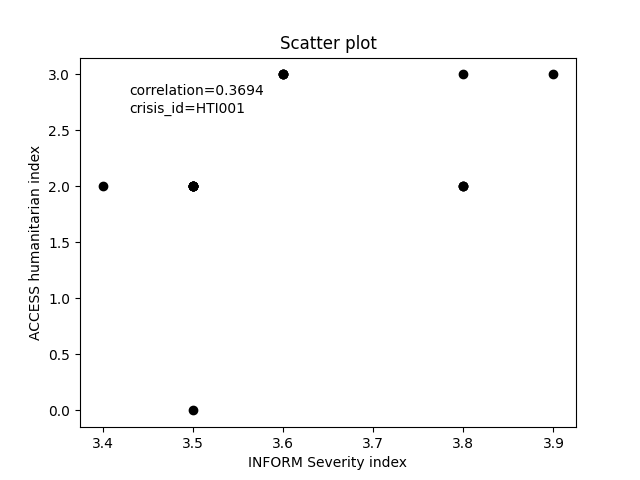 Scatter plot
3.0
correlation=0.3694
crisis_id=HTI001
2.5
2.0
1.5
1.0
0.5
0.0
ACCESS humanitarian index
3.4 3.5 3.6 3.7 3.8 3.9
INFORM Severity index